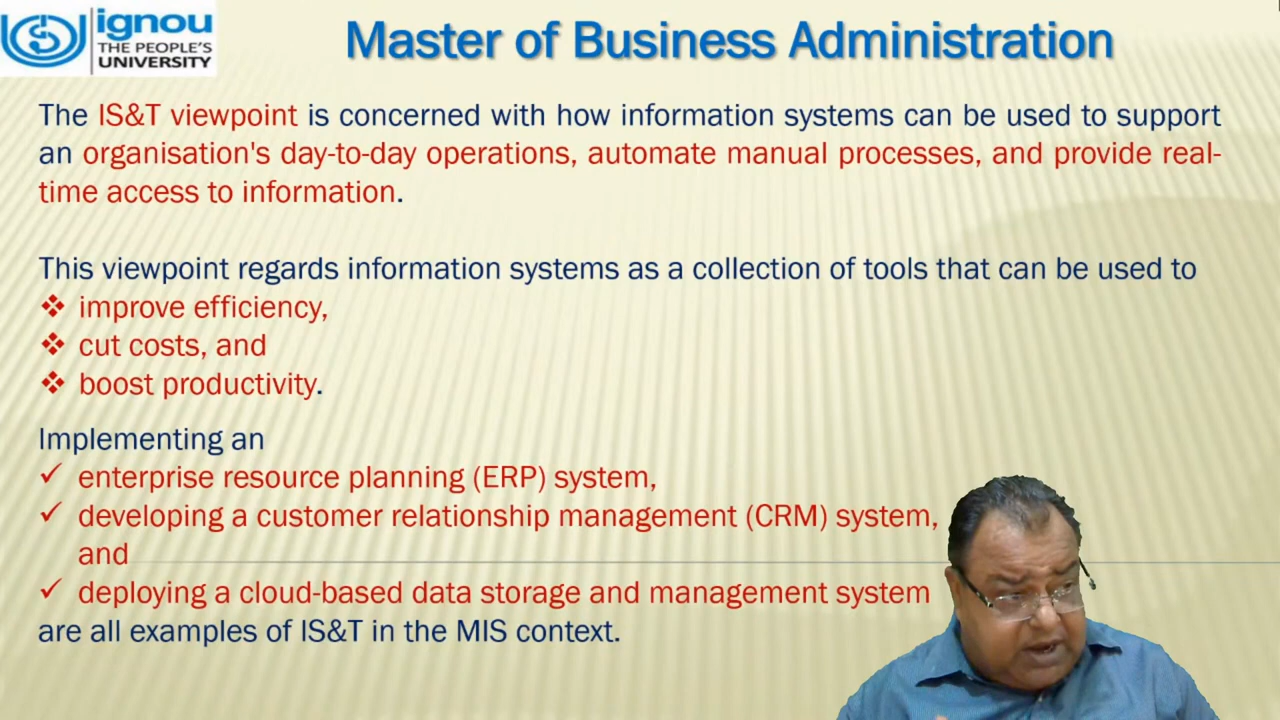 ignou
THE PEOPLE'S
UNIVERSITY
Master of Business Administration
The IS&T viewpoint is concerned with how information systems can be used to support
an organisation's day-to-day operations, automate manual processes, and provide real-
time access to information.
This viewpoint regards information systems as a collection of tools that can be used to
❖ improve efficiency,
❖ cut costs, and
❖ boost productivity.
Implementing an
✓ enterprise resource planning (ERP) system,
✓ developing a customer relationship management (CRM) system,
and
✓ deploying a cloud-based data storage and management system
are all examples of IS&T in the MIS context.